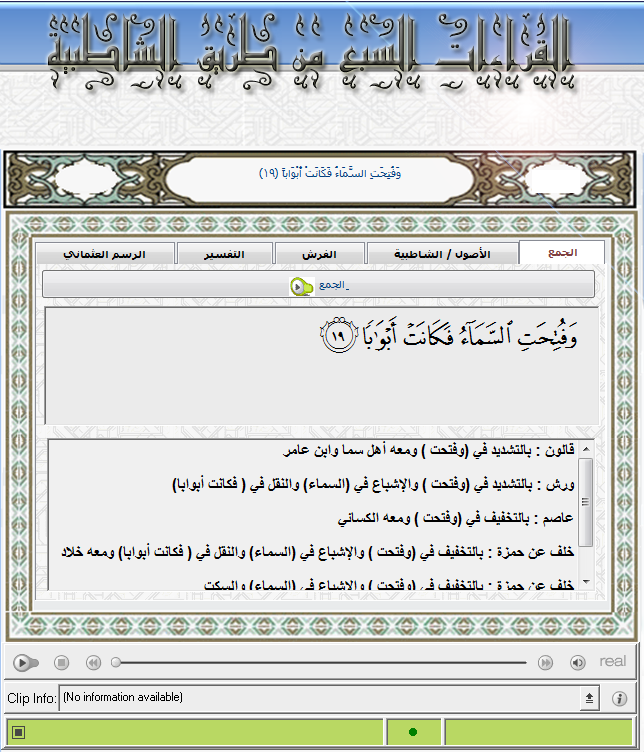 القراءات السبع من طريق الشاطبية
وَفُتِحَتِ السَّمَاءُ فَكَانَتْ أَبْوَاباً (١٩)
الجمع
الأصول / الشاطبية
الفرش
التفسير
الرسم العثماني
الجمع
وَفُتِحَتِ ٱلسَّمَآءُ فَكَانَتۡ أَبۡوَٰبٗا ١٩
قالون : بالتشديد في (وفتحت ) ومعه أهل سما وابن عامر
ورش : بالتشديد في (وفتحت ) والإشباع في (السماء) والنقل في ( فكانت أبوابا)
عاصم : بالتخفيف في (وفتحت ) ومعه الكسائي
خلف عن حمزة : بالتخفيف في (وفتحت ) والإشباع في (السماء) والنقل في ( فكانت أبوابا) ومعه خلاد
خلف عن حمزة : بالتخفيف في (وفتحت ) والإشباع في (السماء) والسكت
real
Clip Info: (No information available)